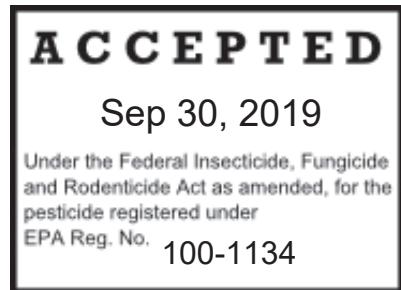 ACCEPTED
Sep 30, 2019
Under the Federal Insecticide, Fungicide
and Rodenticide Act as amended, for the
pesticide registered under
EPA Reg. No. 100-1134